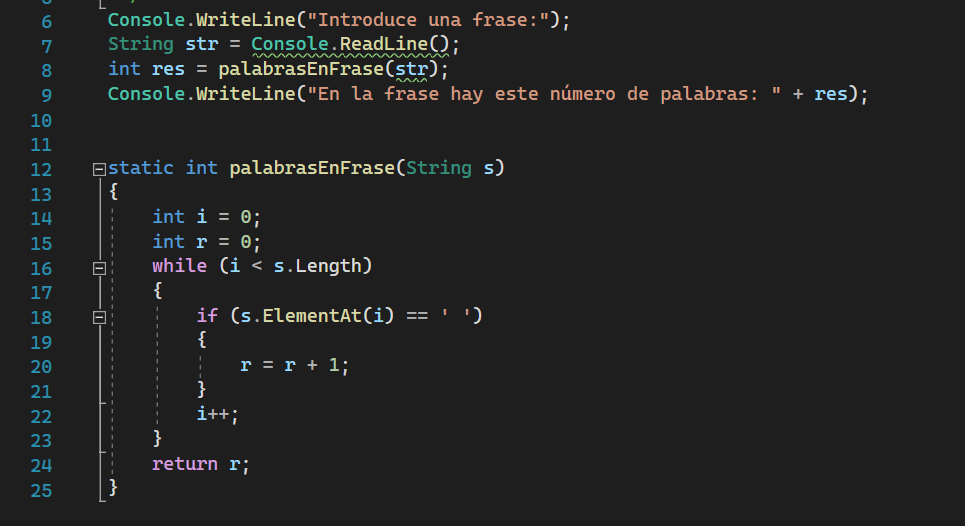 6 Console.WriteLine("Introduce una frase:");
7 String str = Console.ReadLine();
8 int res = palabrasEnFrase(str);
9 Console.WriteLine("En la frase hay este número de palabras: " + res);
10
11
12 static int palabrasEnFrase(String s)
13 {
14 int i = 0;
15 int r = 0;
16 while (i < s.Length)
17 {
18 if (s.ElementAt(i) == ' ')
19 {
20 r = r + 1;
21 }
22 i++;
23 }
24 return r;
25 }